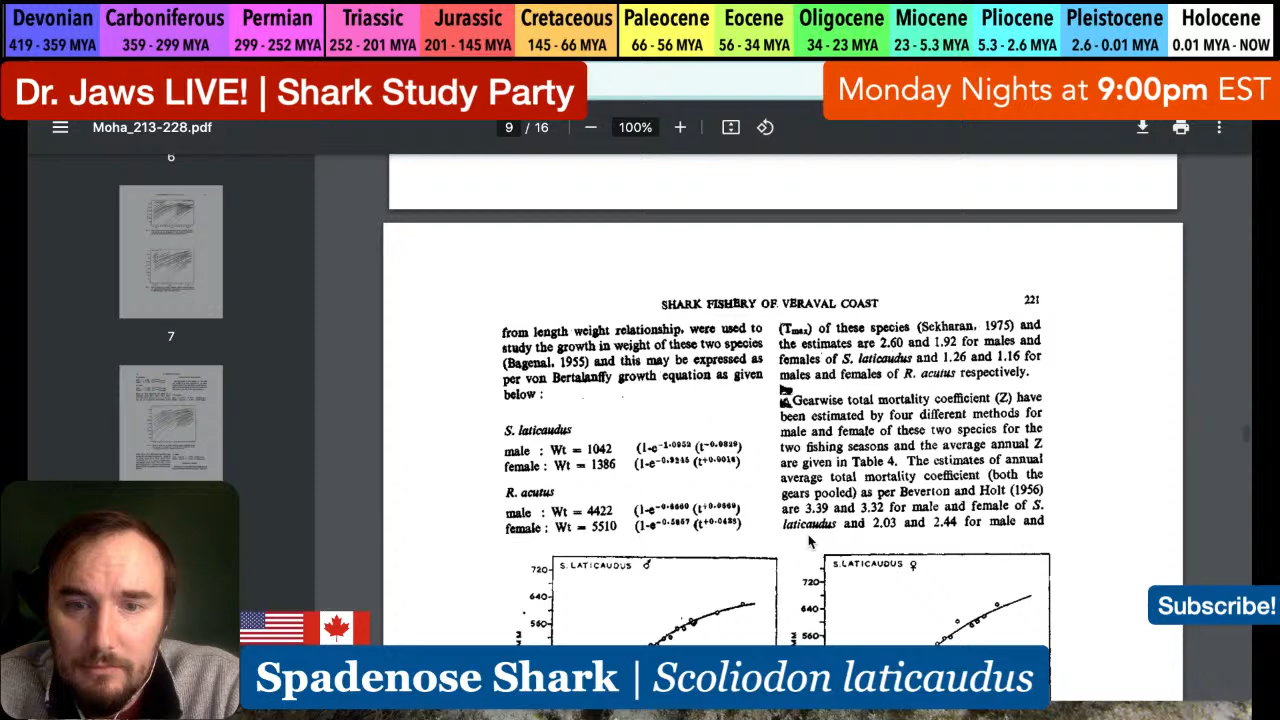 Devonian Carboniferous Permian Triassic Jurassic Cretaceous Paleocene Eocene Oligocene Miocene Pliocene Pleistocene Holocene
419 - 359 MYA 359 - 299 MYA 299 - 252 MYA 252 - 201 MYA 201 - 145 MYA 145 - 66 MYA 66 - 56 MYA 56 - 34 MYA 34 - 23 MYA 23 - 5.3 MYA 5.3 - 2.6 MYA 2.6 - 0.01 MYA 0.01 MYA - NOW
Dr. Jaws LIVE! | Shark Study Party
Monday Nights at 9:00pm EST
Moha_213-228.pdf
9 / 16
100%
6
7
SHARK FISHERY OF VERAVAL COAST
221
from length weight relationship, were used to
study the growth in weight of these two species
(Bagenal, 1955) and this may be expressed as
per von Bertalanffy growth equation as given
below :
S. laticaudus
male : Wt = 1042
female : Wt = 1386
R. acutus
male : Wt = 4422
female : Wt = 5510
(Tmax) of these species (Sekharan, 1975) and
the estimates are 2.60 and 1.92 for males and
females of S. laticaudus and 1.26 and 1.16 for
males and females of R. acutus respectively.
Gearwise total mortality coefficient (Z) have
been estimated by four different methods for
male and female of these two species for the
two fishing seasons and the average annual Z
are given in Table 4. The estimates of annual
average total mortality coefficient (both the
gears pooled) as per Beverton and Holt (1956)
are 3.39 and 3.32 for male and female of S.
laticaudus and 2.03 and 2.44 for male and
720
640
560
S. LATICAUDUS ♂
720
640
560
S. LATICAUDUS ♀
MM
Subscribe!
Spadenose Shark | Scoliodon laticaudus